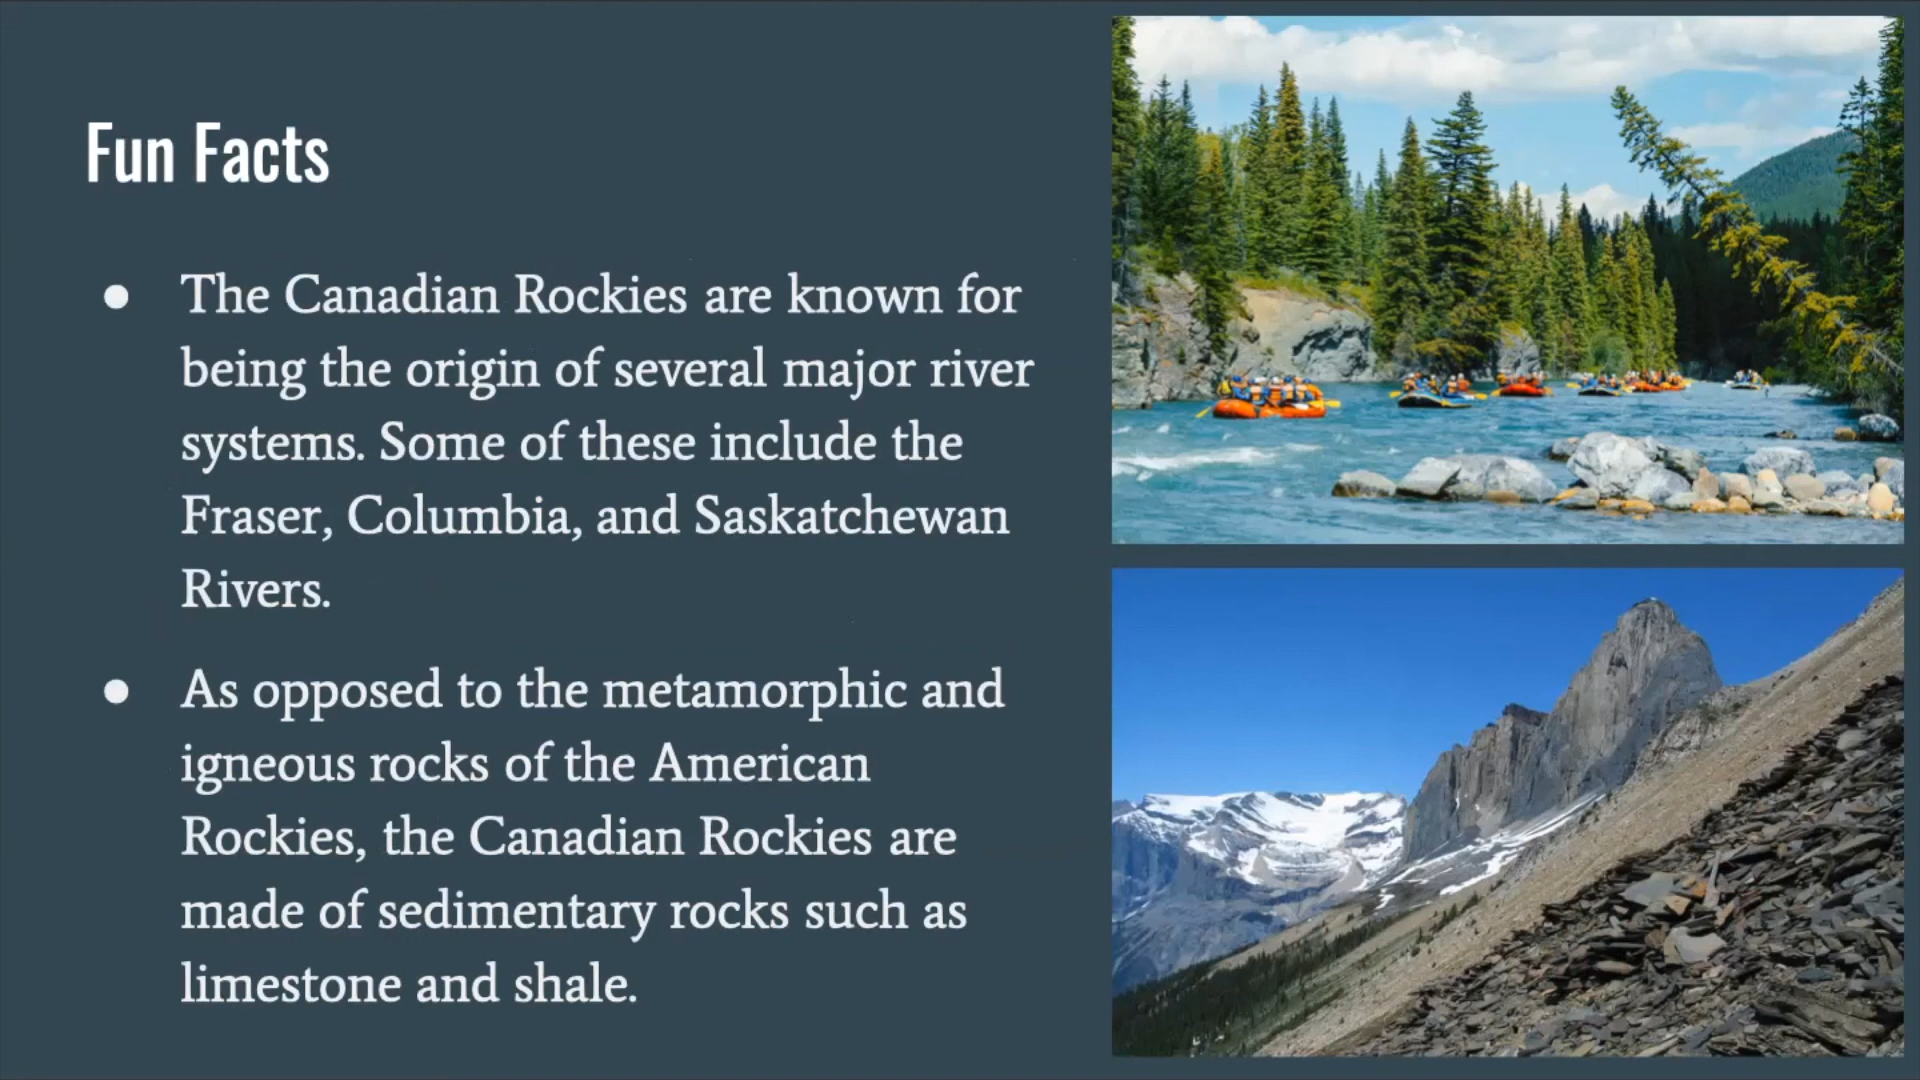 Fun Facts
● The Canadian Rockies are known for
being the origin of several major river
systems. Some of these include the
Fraser, Columbia, and Saskatchewan
Rivers.
● As opposed to the metamorphic and
igneous rocks of the American
Rockies, the Canadian Rockies are
made of sedimentary rocks such as
limestone and shale.